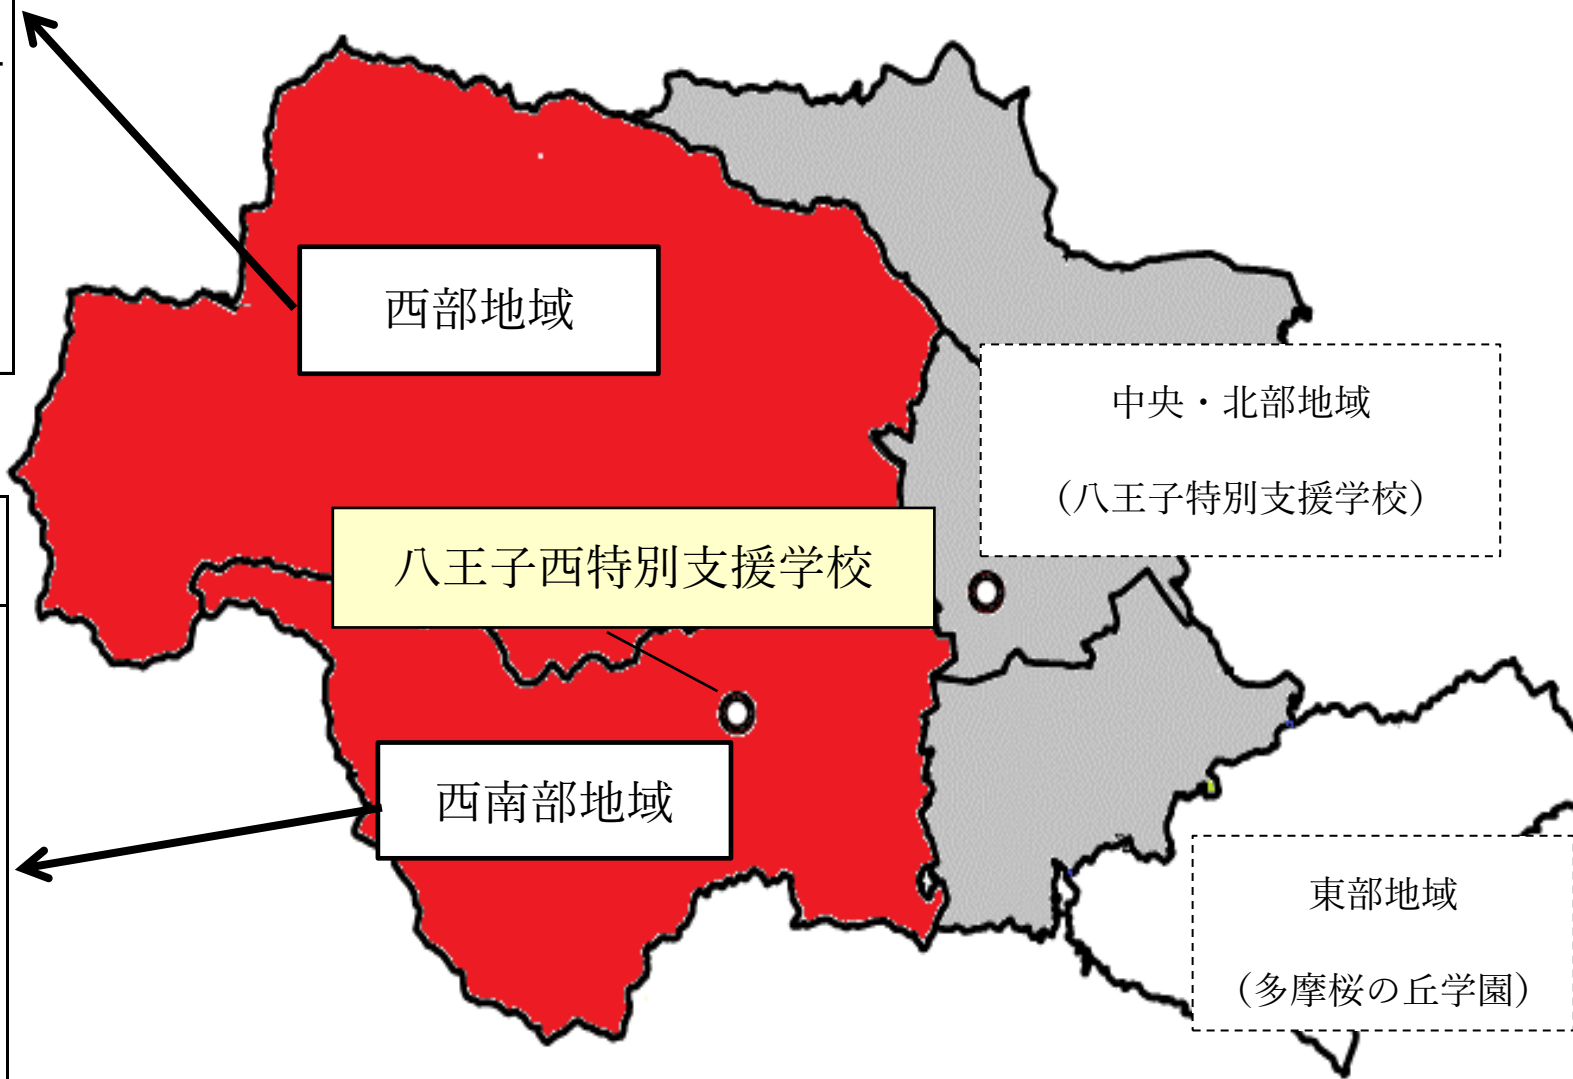 西部地域
中央・北部地域
（八王子特別支援学校）
八王子西特別支援学校
西南部地域
東部地域
（多摩桜の丘学園）